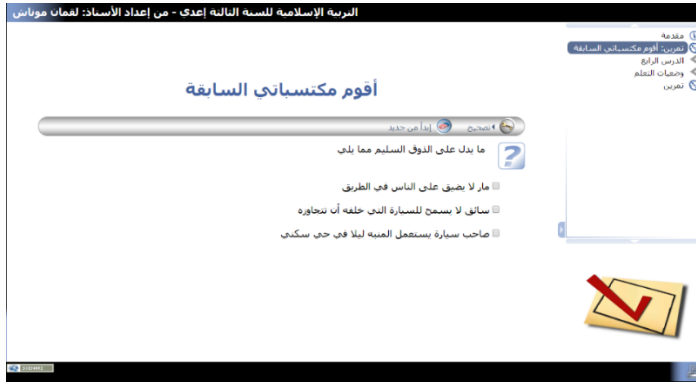 التربية الإسلامية للسنة الثالثة إعدي - من إعداد الأستاذ: لقمان موناش
مقدمة
تمرين: أقوم مكتسباتي السابقة
الدرس الرابع
وضعيات التعلم
تمرين
أقوم مكتسباتي السابقة
تصحيح إبدأ من جديد
ما يدل على الذوق السليم مما يلي
مار لا يضيق على الناس في الطريق
سائق لا يسمح للسيارة التي خلفه أن تتجاوزه
صاحب سيارة يستعمل المنبه ليلا في حي سكني